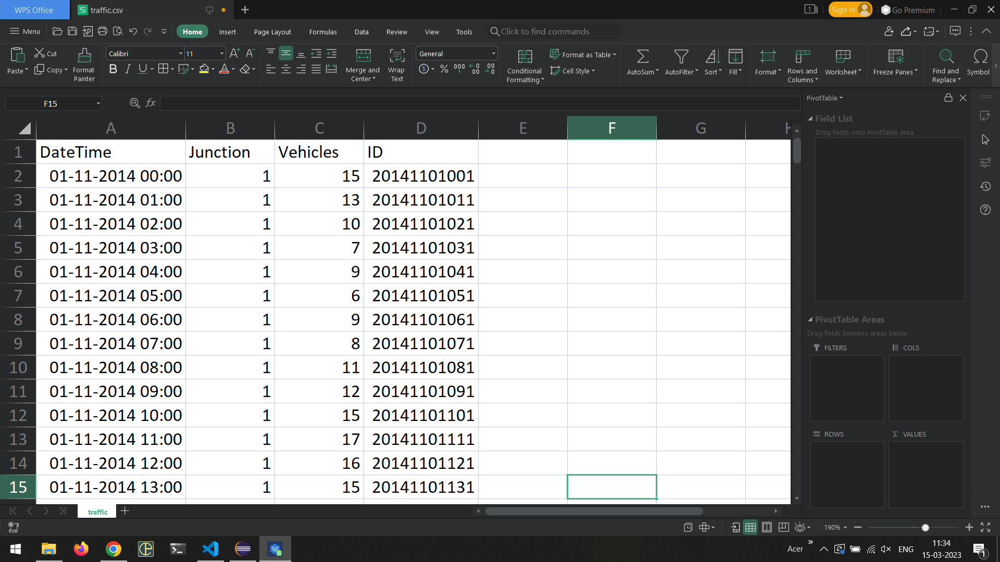 WPS Office
traffic.csv
Sign in
Go Premium
Menu
Home
Insert
Page Layout
Formulas
Data
Review
View
Tools
Click to find commands
Paste
Cut
Copy
Format Painter
Calibri
11
Merge and Center
Wrap Text
General
Conditional Formatting
Format as Table
Cell Style
AutoSum
AutoFilter
Sort
Fill
Format
Rows and Columns
Worksheet
Freeze Panes
Find and Replace
Symbol
F15
PivotTable
Field List
Drag fields onto PivotTable area
A B C D E F G H
1 DateTime Junction Vehicles ID
2 01-11-2014 00:00 1 15 20141101001
3 01-11-2014 01:00 1 13 20141101011
4 01-11-2014 02:00 1 10 20141101021
5 01-11-2014 03:00 1 7 20141101031
6 01-11-2014 04:00 1 9 20141101041
7 01-11-2014 05:00 1 6 20141101051
8 01-11-2014 06:00 1 9 20141101061
9 01-11-2014 07:00 1 8 20141101071
10 01-11-2014 08:00 1 11 20141101081
11 01-11-2014 09:00 1 12 20141101091
12 01-11-2014 10:00 1 15 20141101101
13 01-11-2014 11:00 1 17 20141101111
14 01-11-2014 12:00 1 16 20141101121
15 01-11-2014 13:00 1 15 20141101131
PivotTable Areas
Drag fields between areas below
FILTERS
COLS
ROWS
VALUES
traffic
190%
Acer
ENG
11:34
15-03-2023
1